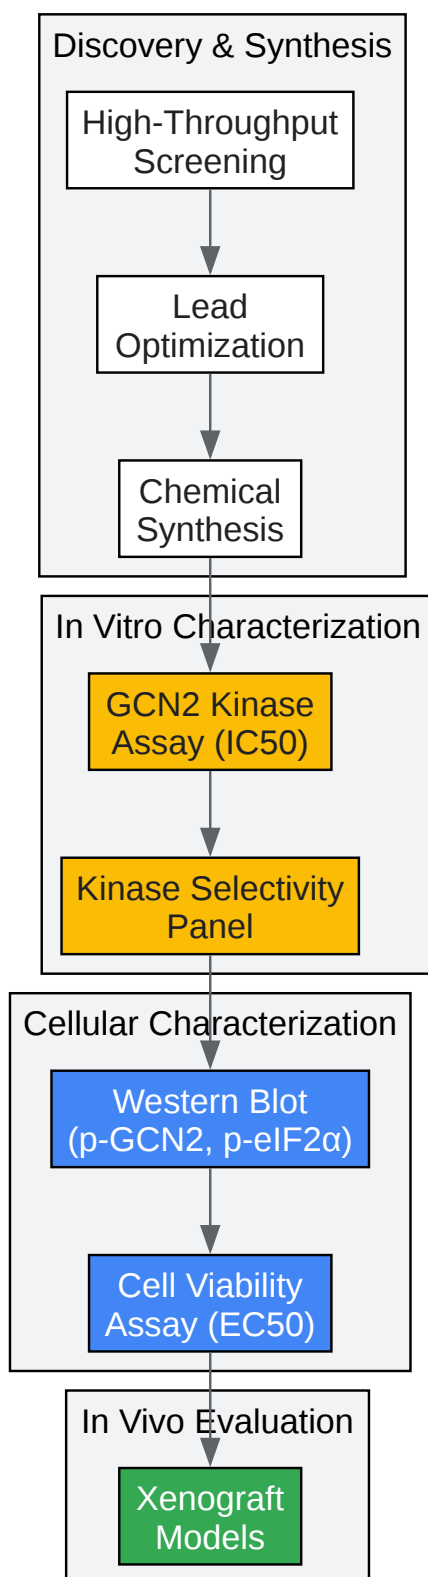 Discovery & Synthesis
High-Throughput
Screening
Lead
Optimization
Chemical
Synthesis
In Vitro Characterization
GCN2 Kinase
Assay (IC50)
Kinase Selectivity
Panel
Cellular Characterization
Western Blot
(p-GCN2, p-eIF2α)
Cell Viability
Assay (EC50)
In Vivo Evaluation
Xenograft
Models